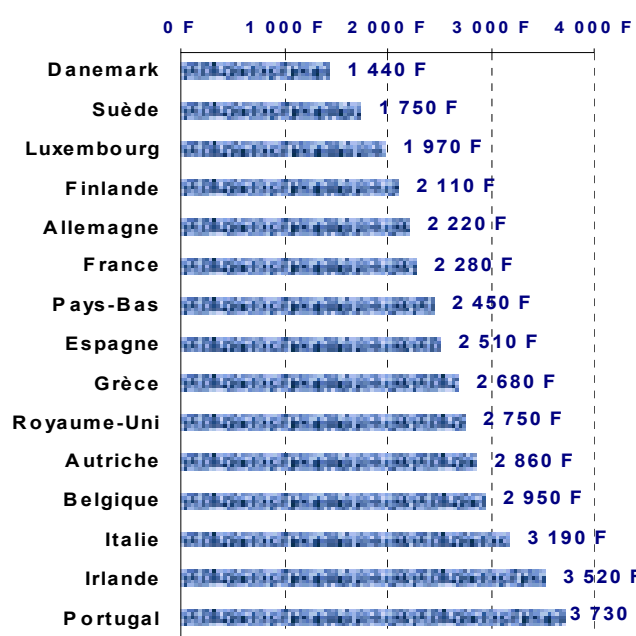 0 F 1 000 F 2 000 F 3 000 F 4 000 F
Danemark 1 440 F
Suède 1 750 F
Luxembourg 1 970 F
Finlande 2 110 F
Allemagne 2 220 F
France 2 280 F
Pays-Bas 2 450 F
Espagne 2 510 F
Grèce 2 680 F
Royaume-Uni 2 750 F
Autriche 2 860 F
Belgique 2 950 F
Italie 3 190 F
Irlande 3 520 F
Portugal 3 730